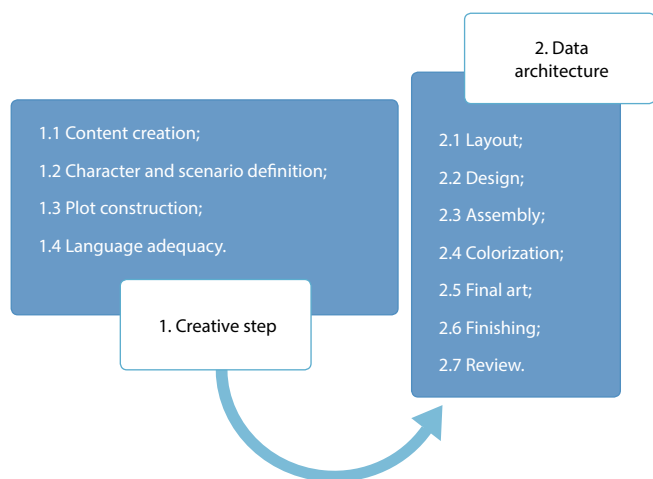 1.1 Content creation;
1.2 Character and scenario definition;
1.3 Plot construction;
1.4 Language adequacy.
1. Creative step
2. Data
architecture
2.1 Layout;
2.2 Design;
2.3 Assembly;
2.4 Colorization;
2.5 Final art;
2.6 Finishing;
2.7 Review.